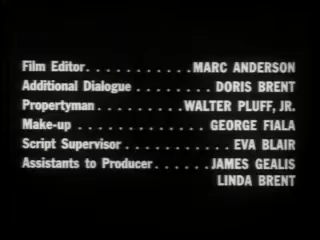 Film Editor. . . . . . . . . . . MARC ANDERSON
Additional Dialogue . . . . . . . . DORIS BRENT
Propertyman . . . . . . . . . WALTER PLUFF, JR.
Make-up . . . . . . . . . . . . . GEORGE FIALA
Script Supervisor . . . . . . . . . . . EVA BLAIR
Assistants to Producer. . . . . . JAMES GEALIS
LINDA BRENT